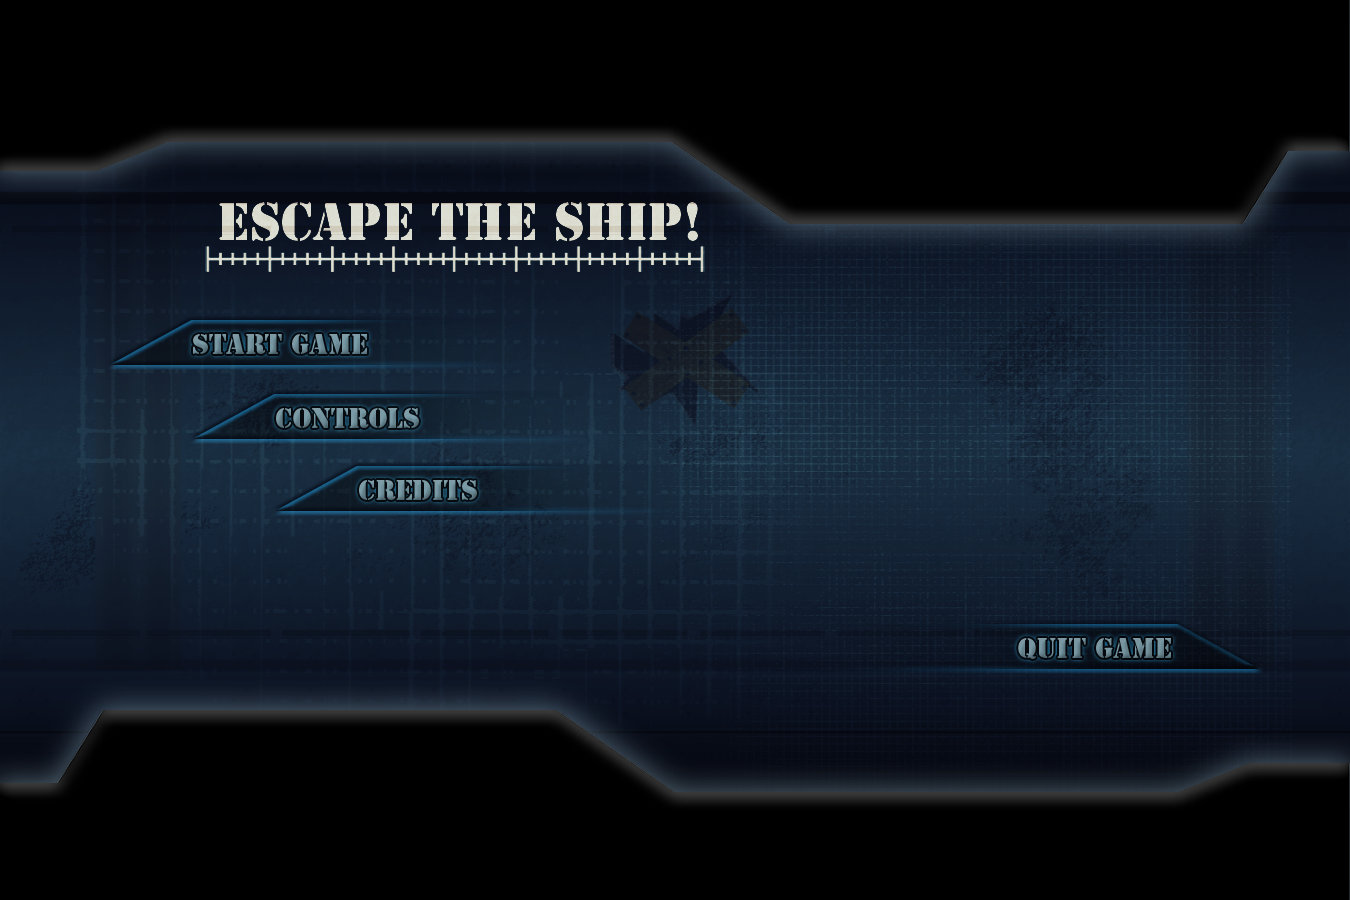 ESCAPE THE SHIP!
START GAME
CONTROLS
CREDITS
QUIT GAME